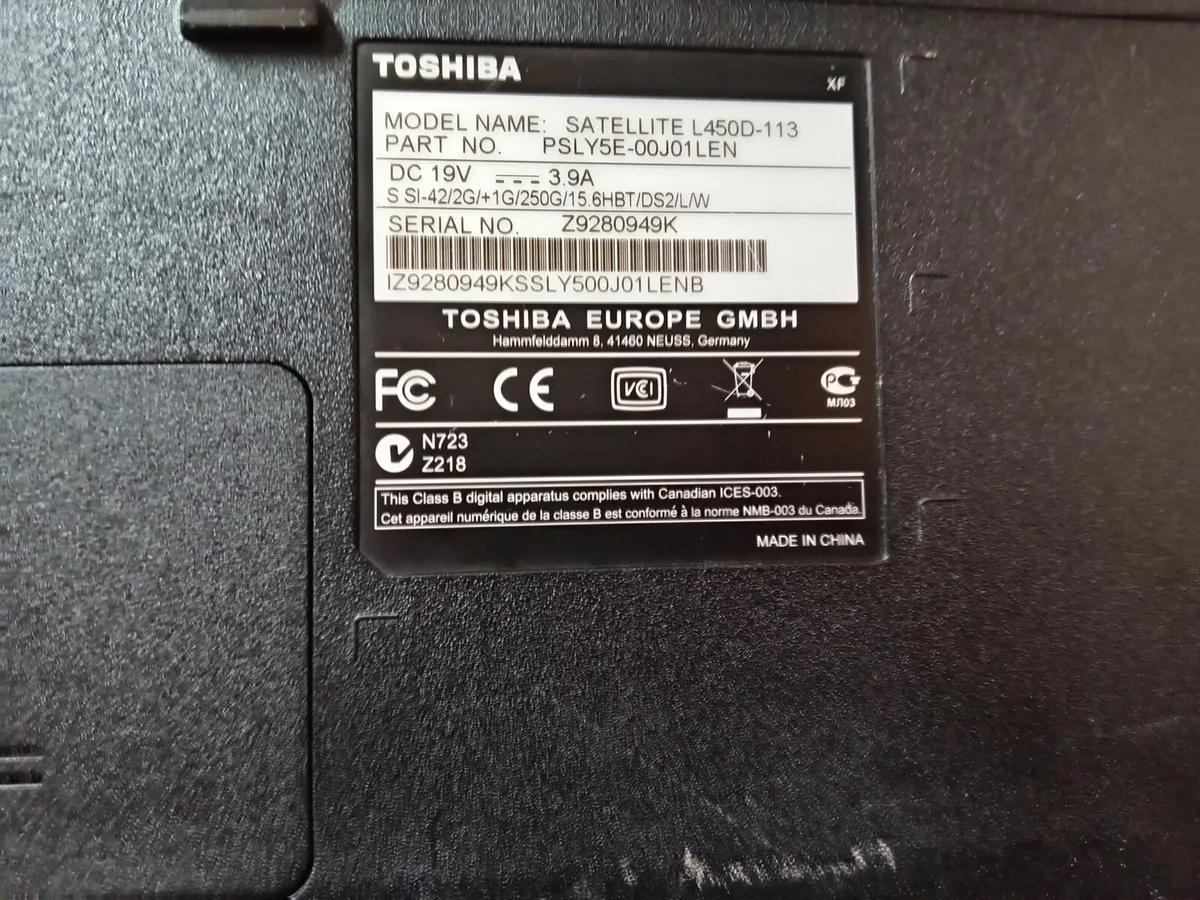 TOSHIBA
XF
MODEL NAME: SATELLITE L450D-113
PART NO. PSLY5E-00J01LEN
DC 19V 3.9A
S SI-42/2G/+1G/250G/15.6HBT/DS2/L/W
SERIAL NO. Z9280949K
IZ9280949KSSLY500J01LENB
TOSHIBA EUROPE GMBH
Hammfelddamm 8, 41460 NEUSS, Germany
FC CE VCI PC
МЛ03
N723
Z218
This Class B digital apparatus complies with Canadian ICES-003.
Cet appareil numérique de la classe B est conformé à la norme NMB-003 du Canada.
MADE IN CHINA